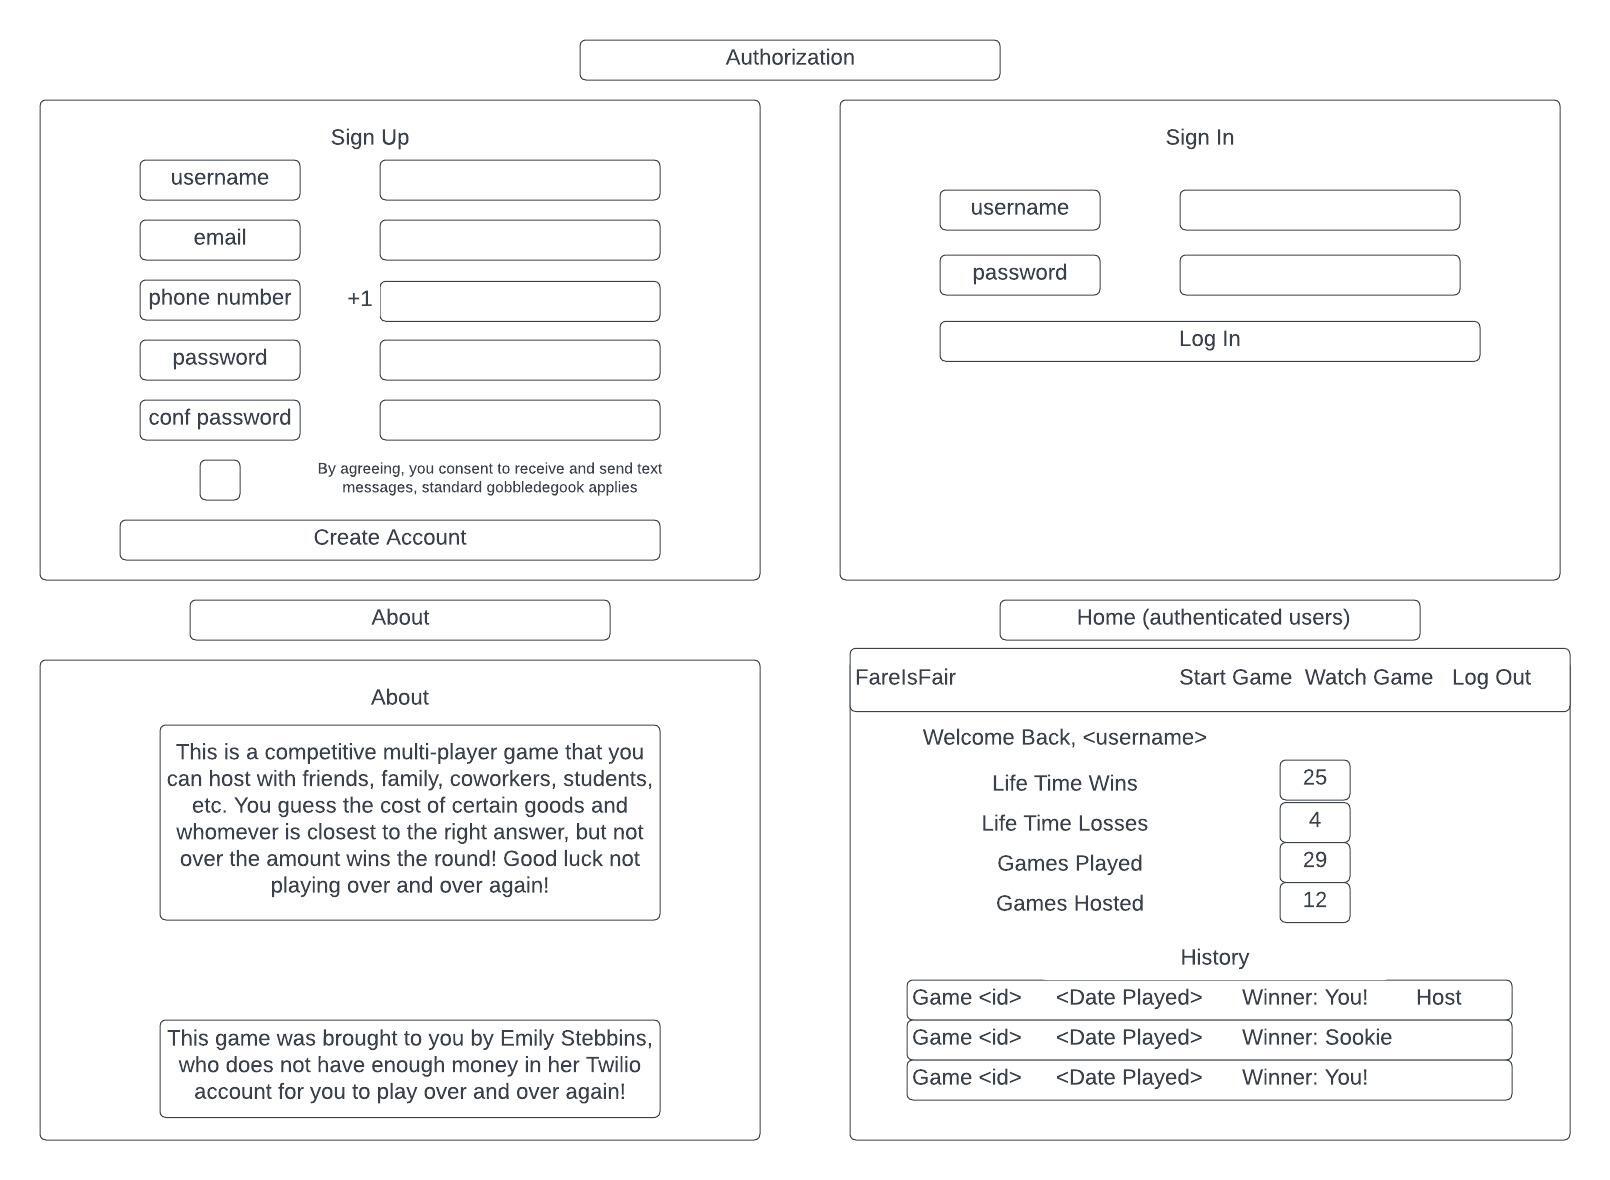 Authorization
Sign Up
username
email
phone number +1
password
conf password
By agreeing, you consent to receive and send text
messages, standard gobbledegook applies
Create Account
Sign In
username
password
Log In
About
About
This is a competitive multi-player game that you
can host with friends, family, coworkers, students,
etc. You guess the cost of certain goods and
whomever is closest to the right answer, but not
over the amount wins the round! Good luck not
playing over and over again!
This game was brought to you by Emily Stebbins,
who does not have enough money in her Twilio
account for you to play over and over again!
Home (authenticated users)
FareIsFair Start Game Watch Game Log Out
Welcome Back, <username>
Life Time Wins 25
Life Time Losses 4
Games Played 29
Games Hosted 12
History
Game <id> <Date Played> Winner: You! Host
Game <id> <Date Played> Winner: Sookie
Game <id> <Date Played> Winner: You!